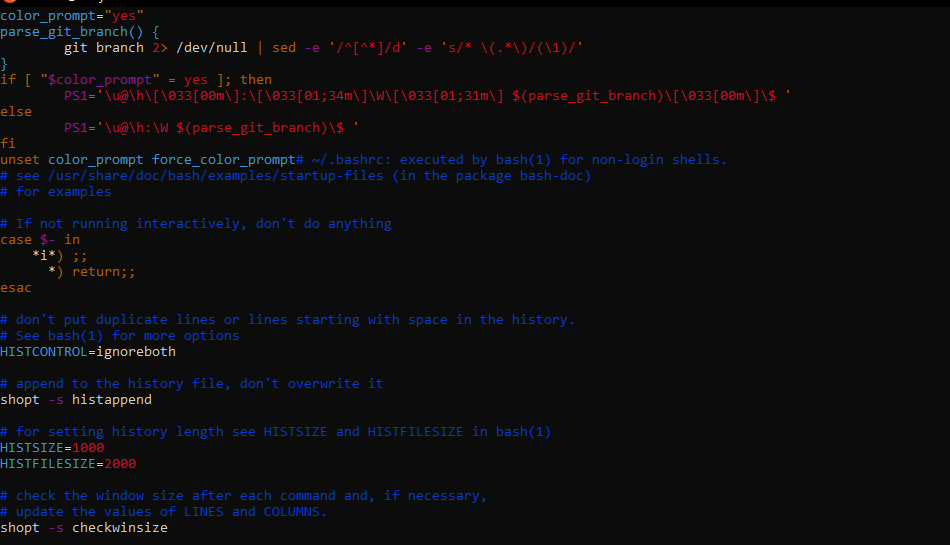 color_prompt="yes"
parse_git_branch() {
        git branch 2> /dev/null | sed -e '/^[^*]/d' -e 's/* \(.*\)/(\1)/'
}
if [ "$color_prompt" = yes ]; then
        PS1='\u@\h\[\033[00m\]:\[\033[01;34m\]\W\[\033[01;31m\] $(parse_git_branch)\[\033[00m\]\$ '
else
        PS1='\u@\h:\W $(parse_git_branch)\$ '
fi
unset color_prompt force_color_prompt# ~/.bashrc: executed by bash(1) for non-login shells.
# see /usr/share/doc/bash/examples/startup-files (in the package bash-doc)
# for examples

# If not running interactively, don't do anything
case $- in
    *i*) ;;
      *) return;;
esac

# don't put duplicate lines or lines starting with space in the history.
# See bash(1) for more options
HISTCONTROL=ignoreboth

# append to the history file, don't overwrite it
shopt -s histappend

# for setting history length see HISTSIZE and HISTFILESIZE in bash(1)
HISTSIZE=1000
HISTFILESIZE=2000

# check the window size after each command and, if necessary,
# update the values of LINES and COLUMNS.
shopt -s checkwinsize